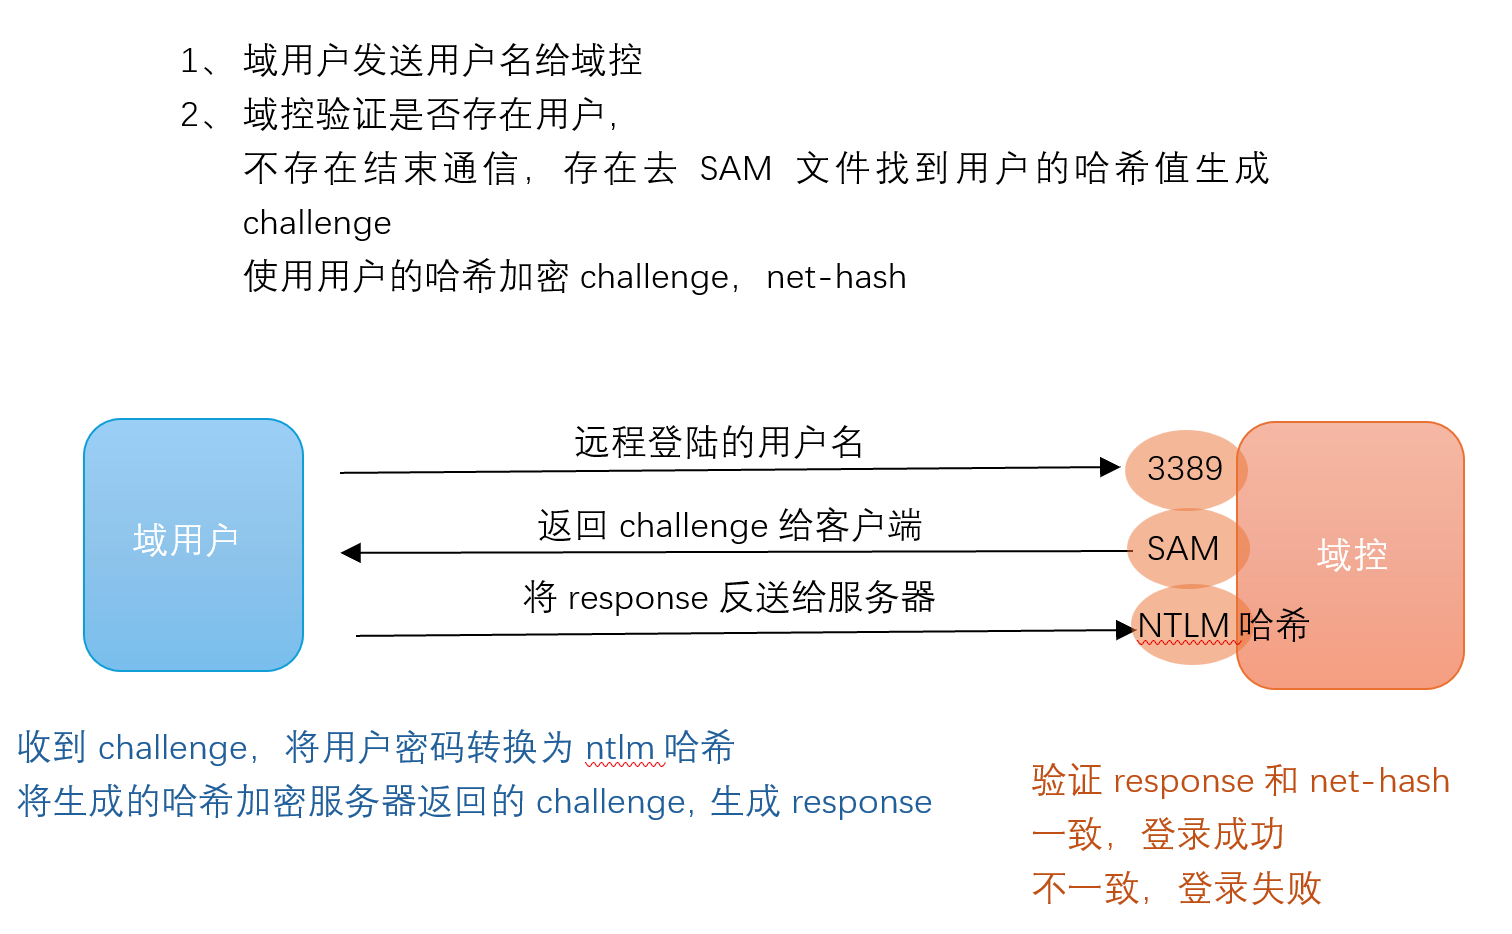 1、 域用户发送用户名给域控
2、 域控验证是否存在用户，
不存在结束通信，存在去 SAM 文件找到用户的哈希值生成
challenge
使用用户的哈希加密 challenge，net-hash
远程登陆的用户名
3389
返回 challenge 给客户端
SAM
域用户
域控
将 response 反送给服务器
NTLM 哈希
收到 challenge，将用户密码转换为 ntlm 哈希
将生成的哈希加密服务器返回的 challenge, 生成 response
验证 response 和 net-hash
一致，登录成功
不一致，登录失败